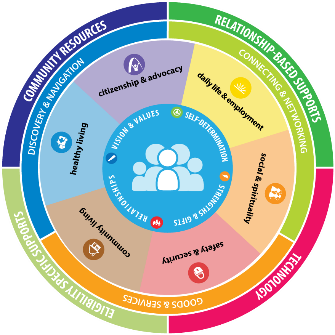 COMMUNITY RESOURCES
RELATIONSHIP-BASED SUPPORTS
TECHNOLOGY
ELIGIBILITY SPECIFIC SUPPORTS
DISCOVERY & NAVIGATION
CONNECTING & NETWORKING
GOODS & SERVICES
citizenship & advocacy
daily life & employment
social & spirituality
safety & security
community living
healthy living
VISION & VALUES
SELF-DETERMINATION
STRENGTHS & GIFTS
RELATIONSHIPS